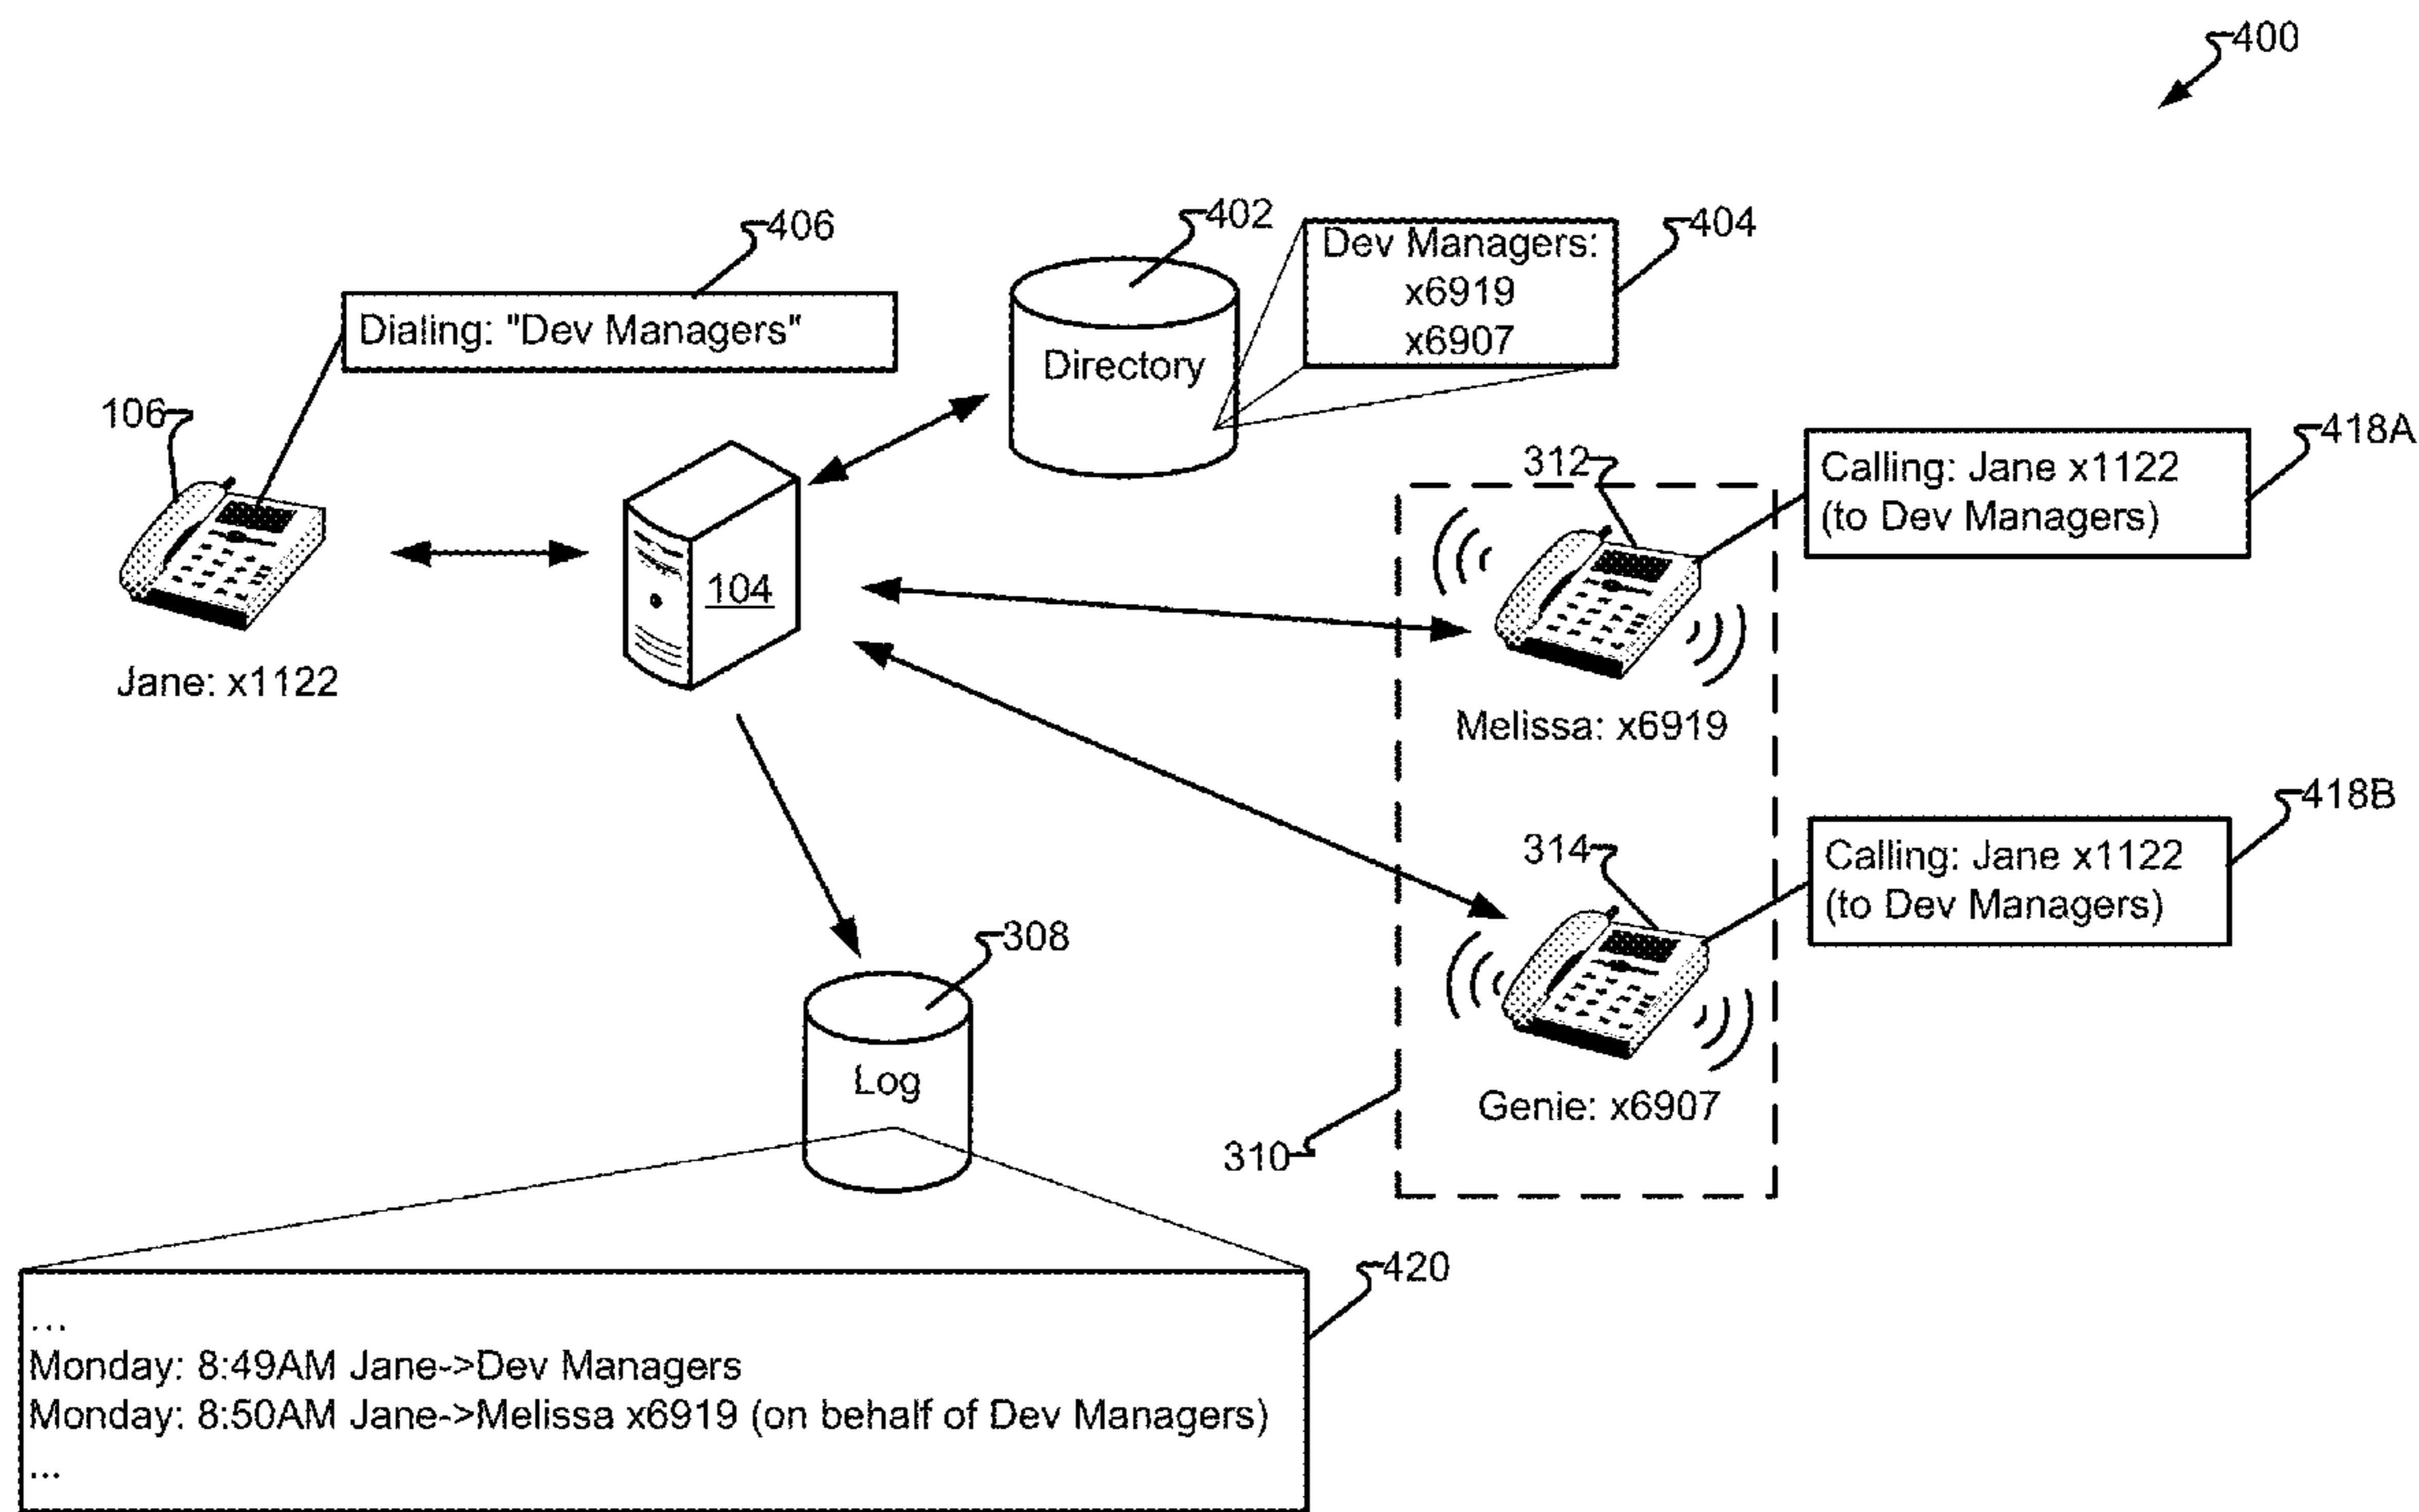 400
406
402
404
Dev Managers:
x6919
x6907
Dialing: "Dev Managers"
Directory
106
418A
312
Calling: Jane x1122
(to Dev Managers)
104
Jane: x1122
Melissa: x6919
418B
314
Calling: Jane x1122
(to Dev Managers)
308
Log
Genie: x6907
310
420
...
Monday: 8:49AM Jane->Dev Managers
Monday: 8:50AM Jane->Melissa x6919 (on behalf of Dev Managers)
...